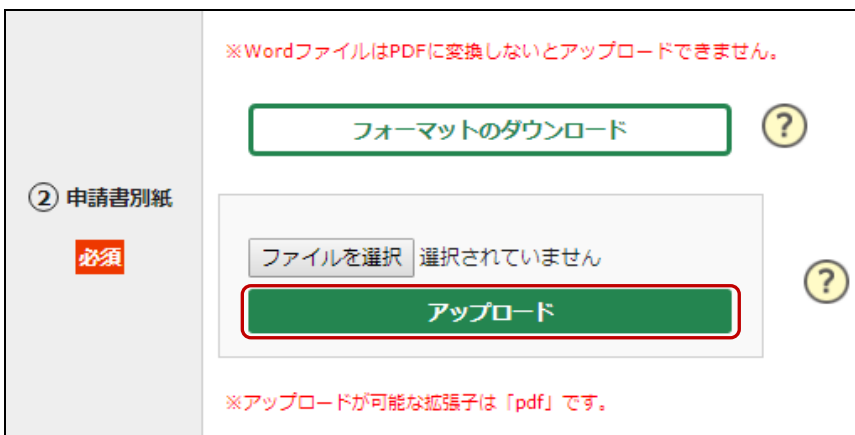 ※WordファイルはPDFに変換しないとアップロードできません。
フォーマットのダウンロード
?
② 申請書別紙
必須
ファイルを選択 選択されていません
アップロード
?
※アップロードが可能な拡張子は「pdf」です。